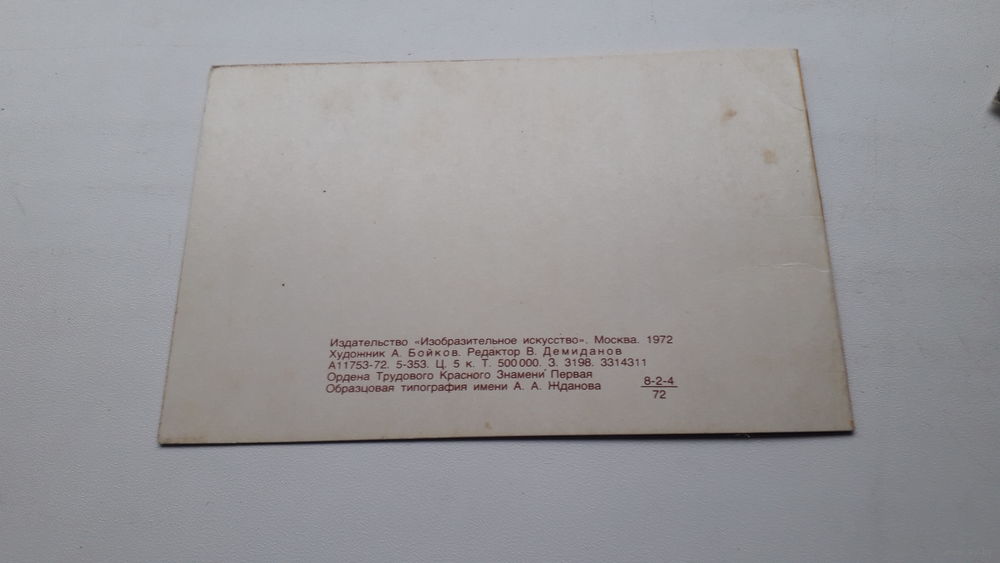 Издательство «Изобразительное искусство». Москва. 1972
Художник А. Бойков. Редактор В. Демиданов
А11753-72. 5-353. Ц. 5 к. Т. 500 000. З. 3198. 3314311
Ордена Трудового Красного Знамени Первая
Образцовая типография имени А. А. Жданова
8-2-4
72